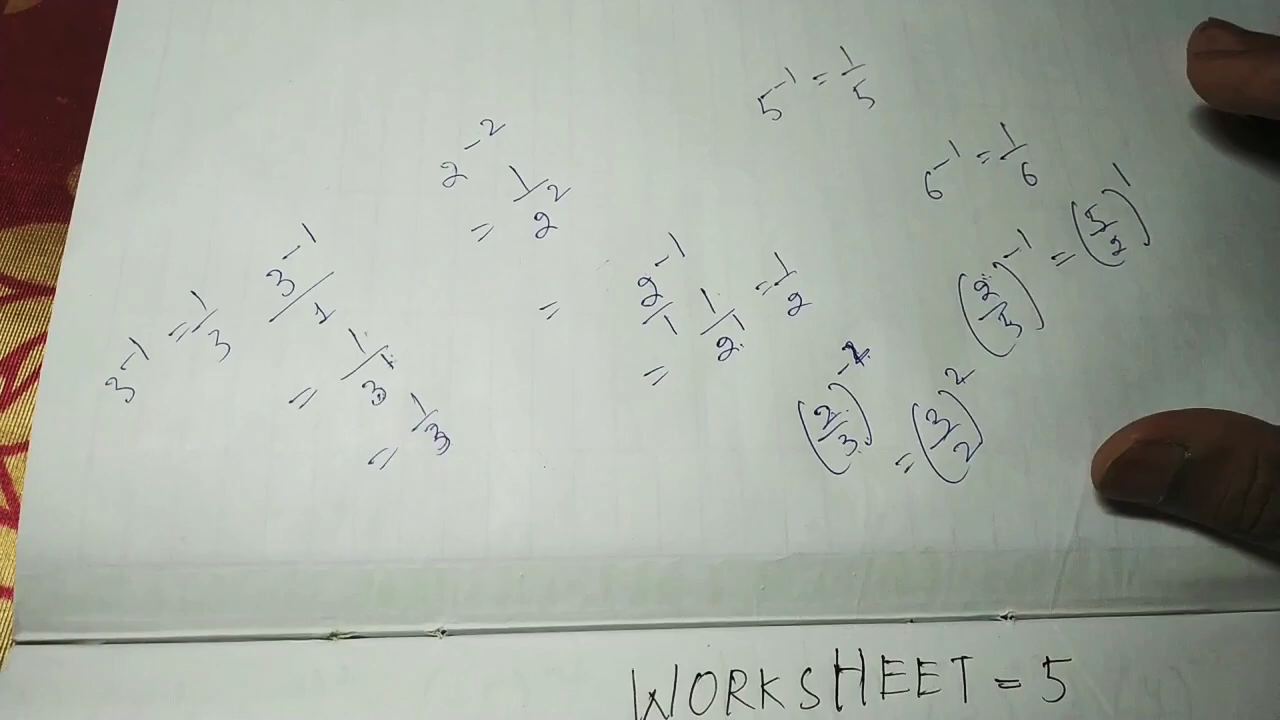 5⁻¹ = 1/5
2⁻²
= 1/2²
6⁻¹ = 1/6
3⁻¹ = 1/3
3⁻¹/1
= 1/3¹
= 1/3
= 2⁻¹/1
= 1/2¹ = 1/2
(2/3)⁻¹ = (5/2)¹
(2/3)⁻² = (3/2)²
WORKSHEET = 5